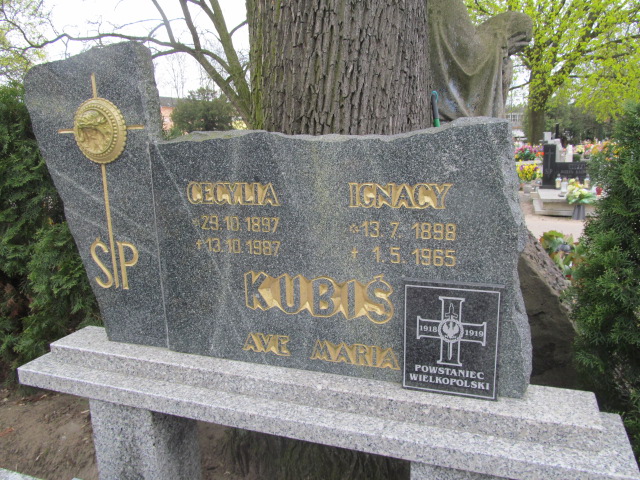 CECYLIA
*29.10 1897
+13.10 1987
IGNACY
*13.7 1898
+ 1.5 1965
ŚP
KUBIŚ
AVE MARIA
1918 1919
POWSTANIEC
WIELKOPOLSKI